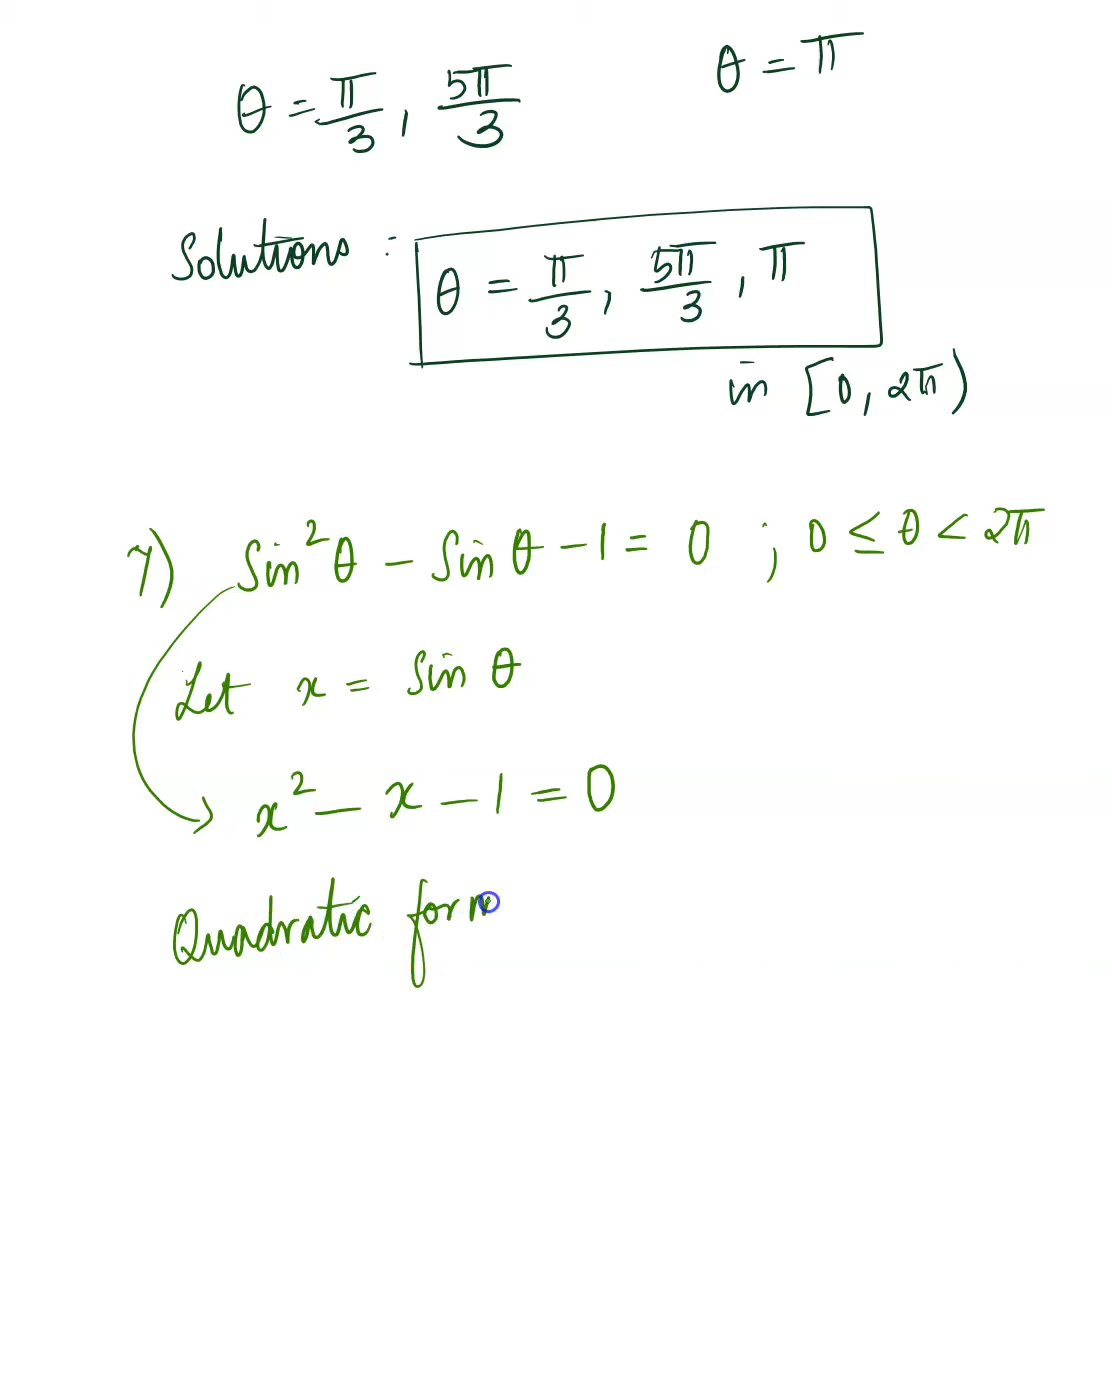 θ = π/3 , 5π/3 θ = π
Solutions : θ = π/3 , 5π/3 , π
in [0, 2π)
7) Sin²θ - Sin θ - 1 = 0 ; 0 ≤ θ < 2π
Let x = Sin θ
x² - x - 1 = 0
Quadratic form